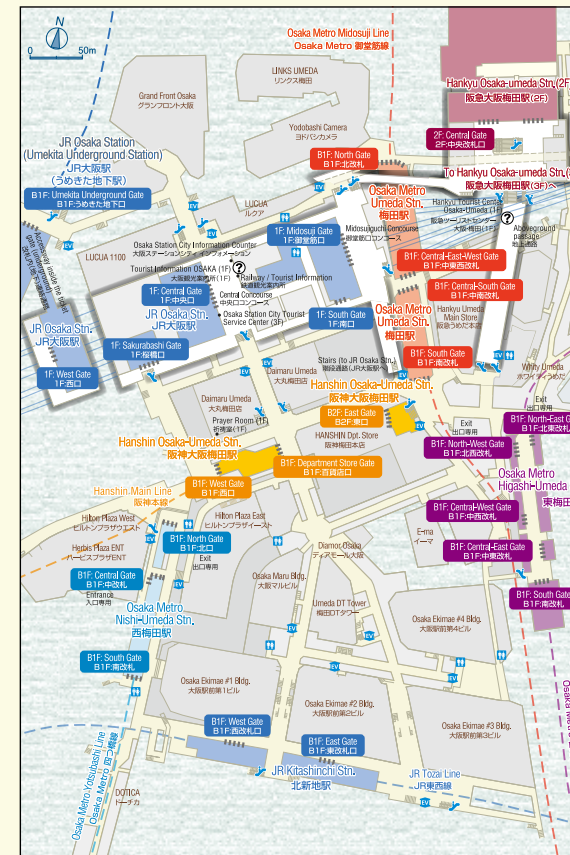 N
0
50m
Osaka Metro Midosuji Line
Osaka Metro 御堂筋線
Grand Front Osaka
グランフロント大阪
LINKS UMEDA
リンクス梅田
Hankyu Osaka-umeda Stn.(2F
阪急大阪梅田駅(2F)
Yodobashi Camera
ヨドバシカメラ
2F: Central Gate
2F:中央改札口
JR Osaka Station
(Umekita Underground Station)
JR大阪駅
(うめきた地下駅)
B1F: North Gate
B1F:北改札
To Hankyu Osaka-umeda Stn.
阪急大阪梅田駅(3F)へ
B1F: Umekita Underground Gate
B1F:うめきた地下口
LUCUA
ルクア
Osaka Metro
Umeda Stn.
梅田駅
Hankyu Tourist Center
Osaka-Umeda (1F)
阪急ツーリストセンター
大阪・梅田(1F)
Aboveground
passage
地上通路
1F: Midosuji Gate
1F:御堂筋口
Midosujiguchi Concourse
御堂筋口コンコース
LUCUA 1100
Osaka Station City Information Counter
大阪ステーションシティインフォメーション
Tourist Information OSAKA (1F)
大阪観光案内所(1F)
Railway / Tourist Information
鉄道観光案内所
B1F: Central-East-West Gate
B1F:中東西改札
1F: Central Gate
1F:中央口
Central Concourse
中央口コンコース
B1F: Central-South Gate
B1F:中南改札
JR Osaka Stn.
JR大阪駅
JR Osaka Stn.
JR大阪駅
Osaka Station City Tourist
Service Center (3F)
1F: South Gate
1F:南口
Osaka Metro
Umeda Stn.
梅田駅
Hankyu Umeda
Main Store
阪急うめだ本店
1F: Sakurabashi Gate
1F:桜橋口
B1F: South Gate
B1F:南改札
Stairs (to JR Osaka Stn.)
階段通路(JR大阪駅へ)
1F: West Gate
1F:西口
Daimaru Umeda
大丸梅田店
Whity Umeda
ホワイティうめだ
Hanshin Osaka-Umeda Stn.
阪神大阪梅田駅
Daimaru Umeda
大丸梅田店
Exit
出口専用
B2F: East Gate
B2F:東口
B1F: North-East G
B1F:北東改札
Prayer Room (1F)
祈祷室(1F)
HANSHIN Dpt. Store
阪神梅田本店
Exit
出口専用
Hanshin Osaka-Umeda Stn.
阪神大阪梅田駅
B1F: North-West Gate
B1F:北西改札
B1F: Department Store Gate
B1F:百貨店口
Osaka Metro
Higashi-Umeda
東梅田
B1F: West Gate
B1F:西口
Hanshin Main Line
阪神本線
B1F: Central-West Gate
B1F:中西改札
Hilton Plaza West
ヒルトンプラザウエスト
Hilton Plaza East
ヒルトンプラザイースト
E-ma
イーマ
B1F: North Gate
B1F:北口
Herbis Plaza ENT
ハービスプラザENT
Exit
出口専用
Diamor Osaka
ディアモール大阪
B1F: Central-East Gate
B1F:中東改札
B1F: Central Gate
B1F:中改札
Osaka Maru Bldg.
大阪マルビル
Entrance
入口専用
B1F: South Gate
B1F:南改札
Osaka Metro
Nishi-Umeda Stn.
西梅田駅
Umeda DT Tower
梅田DTタワー
Osaka Ekimae #4 Bldg.
大阪駅前第4ビル
B1F: South Gate
B1F:南改札
Osaka Ekimae #1 Bldg.
大阪駅前第1ビル
Osaka Ekimae #2 Bldg.
大阪駅前第2ビル
Osaka Ekimae #3 Bldg.
大阪駅前第3ビル
B1F: West Gate
B1F:西改札口
B1F: East Gate
B1F:東改札口
JR Kitashinchi Stn.
北新地駅
JR Tozai Line
JR東西線
Osaka Metro Yotsubashi Line
Osaka Metro 四つ橋線
DOTICA
ドーチカ